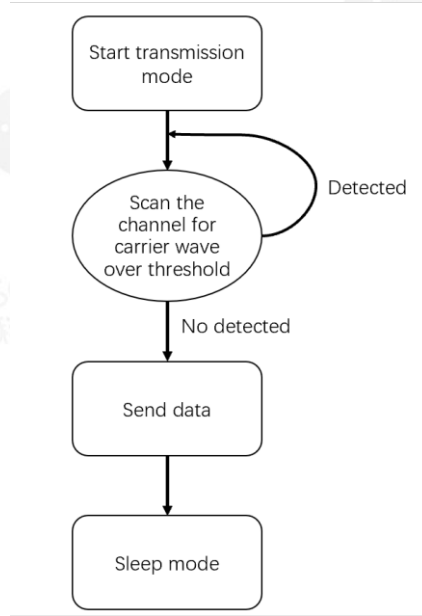 Start transmission
mode
Detected
Scan the
channel for
carrier wave
over threshold
No detected
Send data
Sleep mode